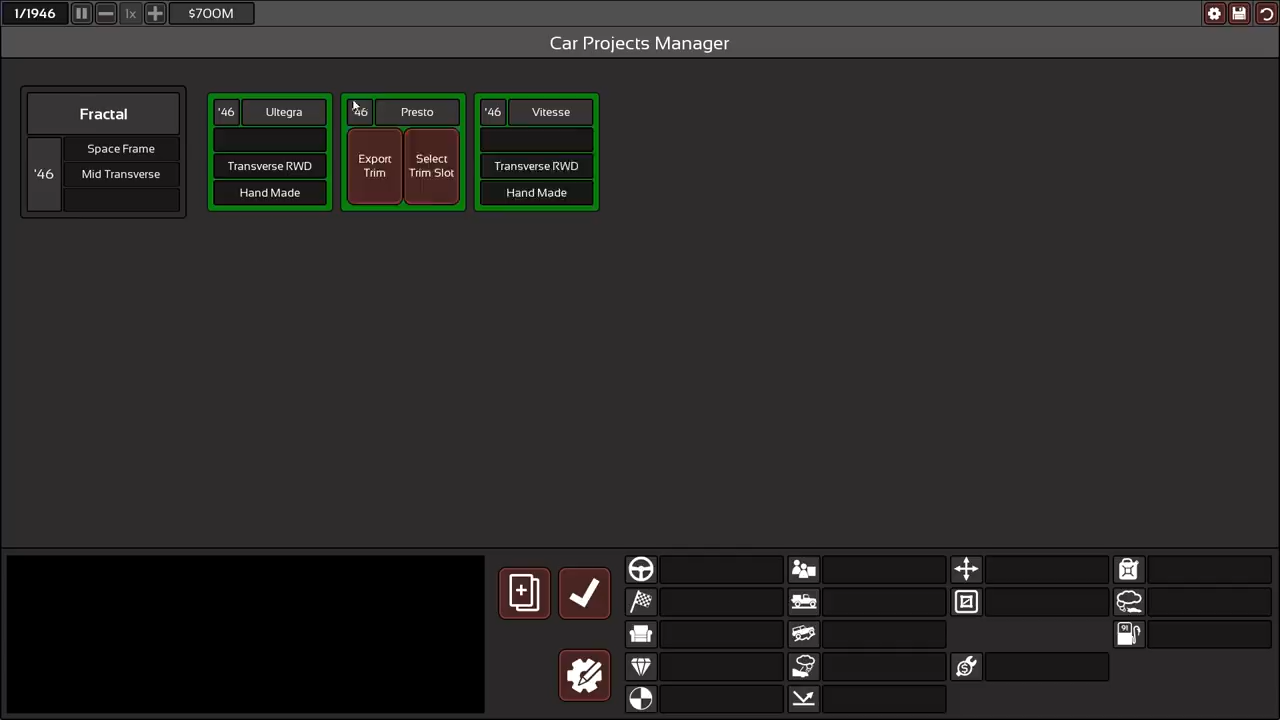 1/1946 1x $700M
Car Projects Manager
Fractal
'46
Space Frame
Mid Transverse
'46 Ultegra
Transverse RWD
Hand Made
'46 Presto
Export Trim
Select Trim Slot
'46 Vitesse
Transverse RWD
Hand Made
91